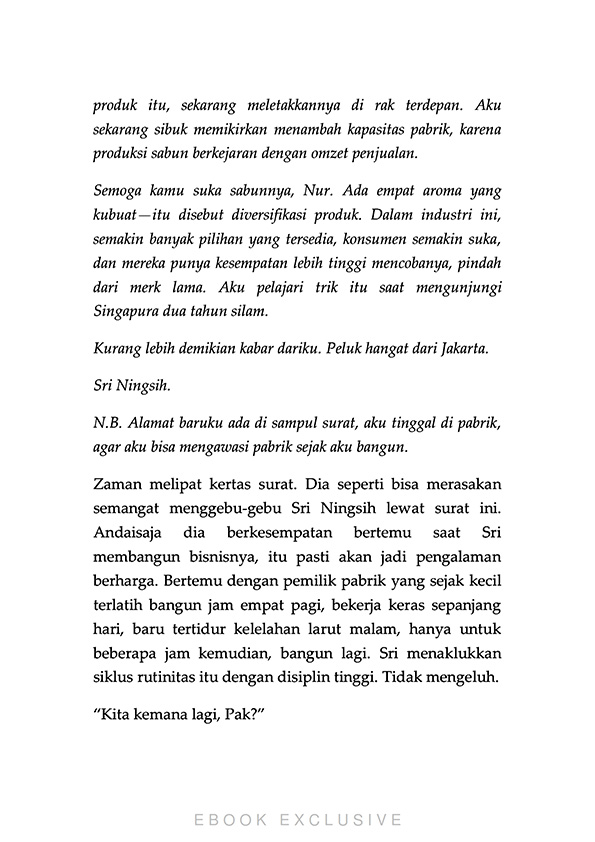 produk itu, sekarang meletakkannya di rak terdepan. Aku
sekarang sibuk memikirkan menambah kapasitas pabrik, karena
produksi sabun berkejaran dengan omzet penjualan.
Semoga kamu suka sabunnya, Nur. Ada empat aroma yang
kubuat—itu disebut diversifikasi produk. Dalam industri ini,
semakin banyak pilihan yang tersedia, konsumen semakin suka,
dan mereka punya kesempatan lebih tinggi mencobanya, pindah
dari merk lama. Aku pelajari trik itu saat mengunjungi
Singapura dua tahun silam.
Kurang lebih demikian kabar dariku. Peluk hangat dari Jakarta.
Sri Ningsih.
N.B. Alamat baruku ada di sampul surat, aku tinggal di pabrik,
agar aku bisa mengawasi pabrik sejak aku bangun.
Zaman melipat kertas surat. Dia seperti bisa merasakan
semangat menggebu-gebu Sri Ningsih lewat surat ini.
Andaisaja dia berkesempatan bertemu saat Sri
membangun bisnisnya, itu pasti akan jadi pengalaman
berharga. Bertemu dengan pemilik pabrik yang sejak kecil
terlatih bangun jam empat pagi, bekerja keras sepanjang
hari, baru tertidur kelelahan larut malam, hanya untuk
beberapa jam kemudian, bangun lagi. Sri menaklukkan
siklus rutinitas itu dengan disiplin tinggi. Tidak mengeluh.
“Kita kemana lagi, Pak?”
EBOOK EXCLUSIVE